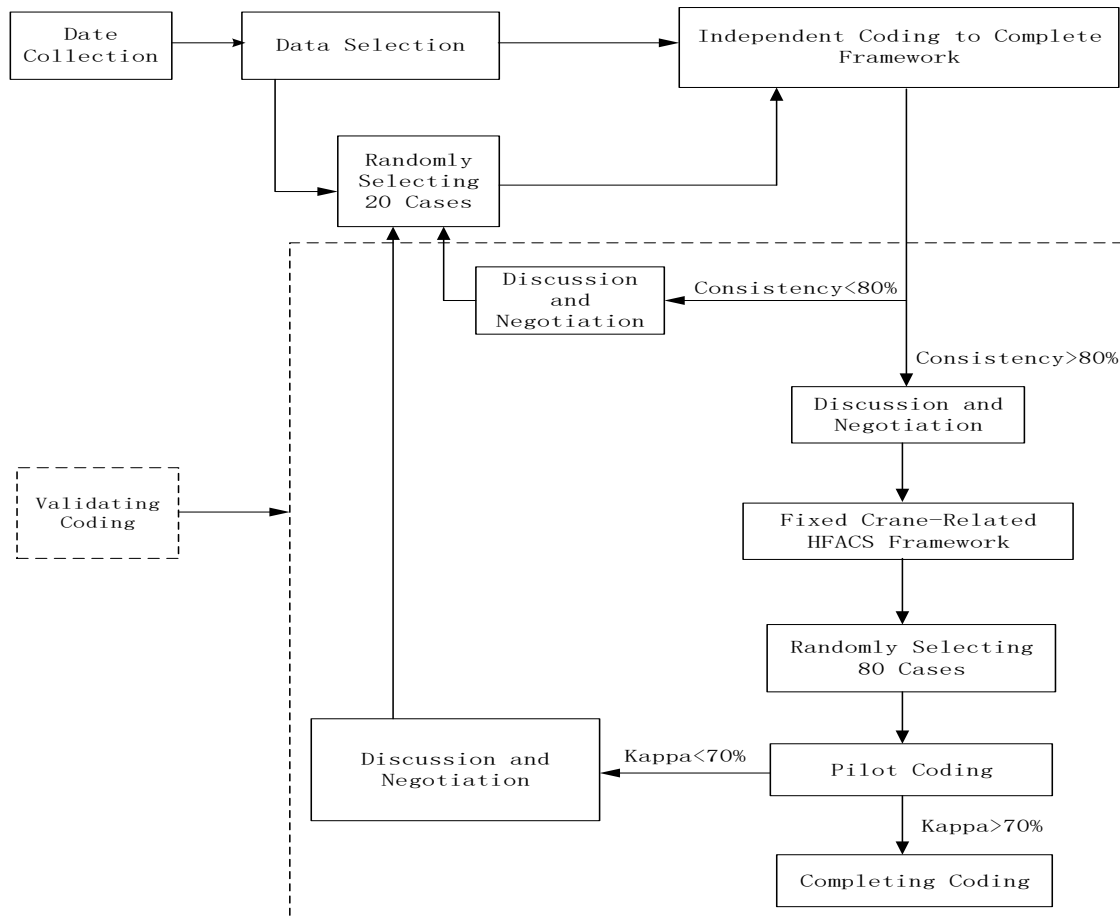 Date
Collection
Data Selection
Independent Coding to Complete
Framework
Randomly
Selecting
20 Cases
Discussion
and
Negotiation
Consistency<80%
Consistency>80%
Discussion and
Negotiation
Validating
Coding
Fixed Crane-Related
HFACS Framework
Randomly Selecting
80 Cases
Discussion and
Negotiation
Kappa<70%
Pilot Coding
Kappa>70%
Completing Coding